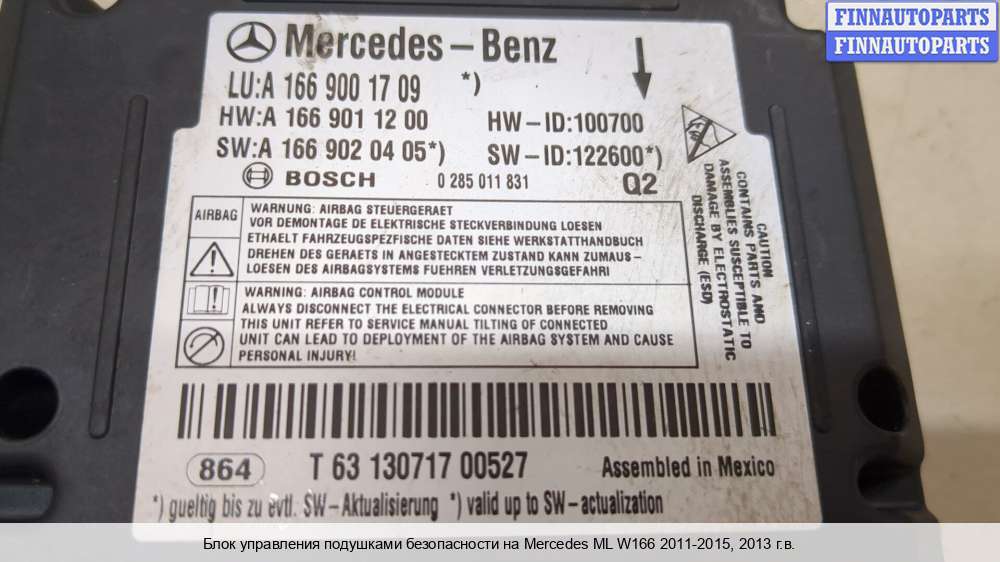 FINNAUTOPARTS
FINNAUTOPARTS
Mercedes-Benz
LU:A 166 900 17 09 *)
HW:A 166 901 12 00 HW-ID:100700
SW:A 166 902 04 05*) SW-ID:122600*)
BOSCH 0 285 011 831 Q2
AIRBAG
WARNUNG: AIRBAG STEUERGERAET
VOR DEMONTAGE DE ELEKTRISCHE STECKVERBINDUNG LOESEN
ETHAELT FAHRZEUGSPEZFISCHE DATEN SIEHE WERKSTATTHANDBUCH
DREHEN DES GERAETS IN ANGESTECKTEM ZUSTAND KANN ZUMAUS-
LOESEN DES AIRBAGSYSTEMS FUEHREN VERLETZUNGSGEFAHRI
WARNING: AIRBAG CONTROL MODULE
ALWAYS DISCONNECT THE ELECTRICAL CONNECTOR BEFORE REMOVING
THIS UNIT REFER TO SERVICE MANUAL TILTING OF CONNECTED
UNIT CAN LEAD TO DEPLOYMENT OF THE AIRBAG SYSTEM AND CAUSE
PERSONAL INJURY!
CAUTION
CONTAINS PARTS AND
ASSEMBLIES SUSCEPTIBLE TO
DAMAGE BY ELECTROSTATIC
DISCHARGE (ESD)
864 T 63 130717 00527 Assembled in Mexico
*) gueltig bis zu evtl. SW-Aktualisierung *) valid up to SW-actualization
Блок управления подушками безопасности на Mercedes ML W166 2011-2015, 2013 г.в.